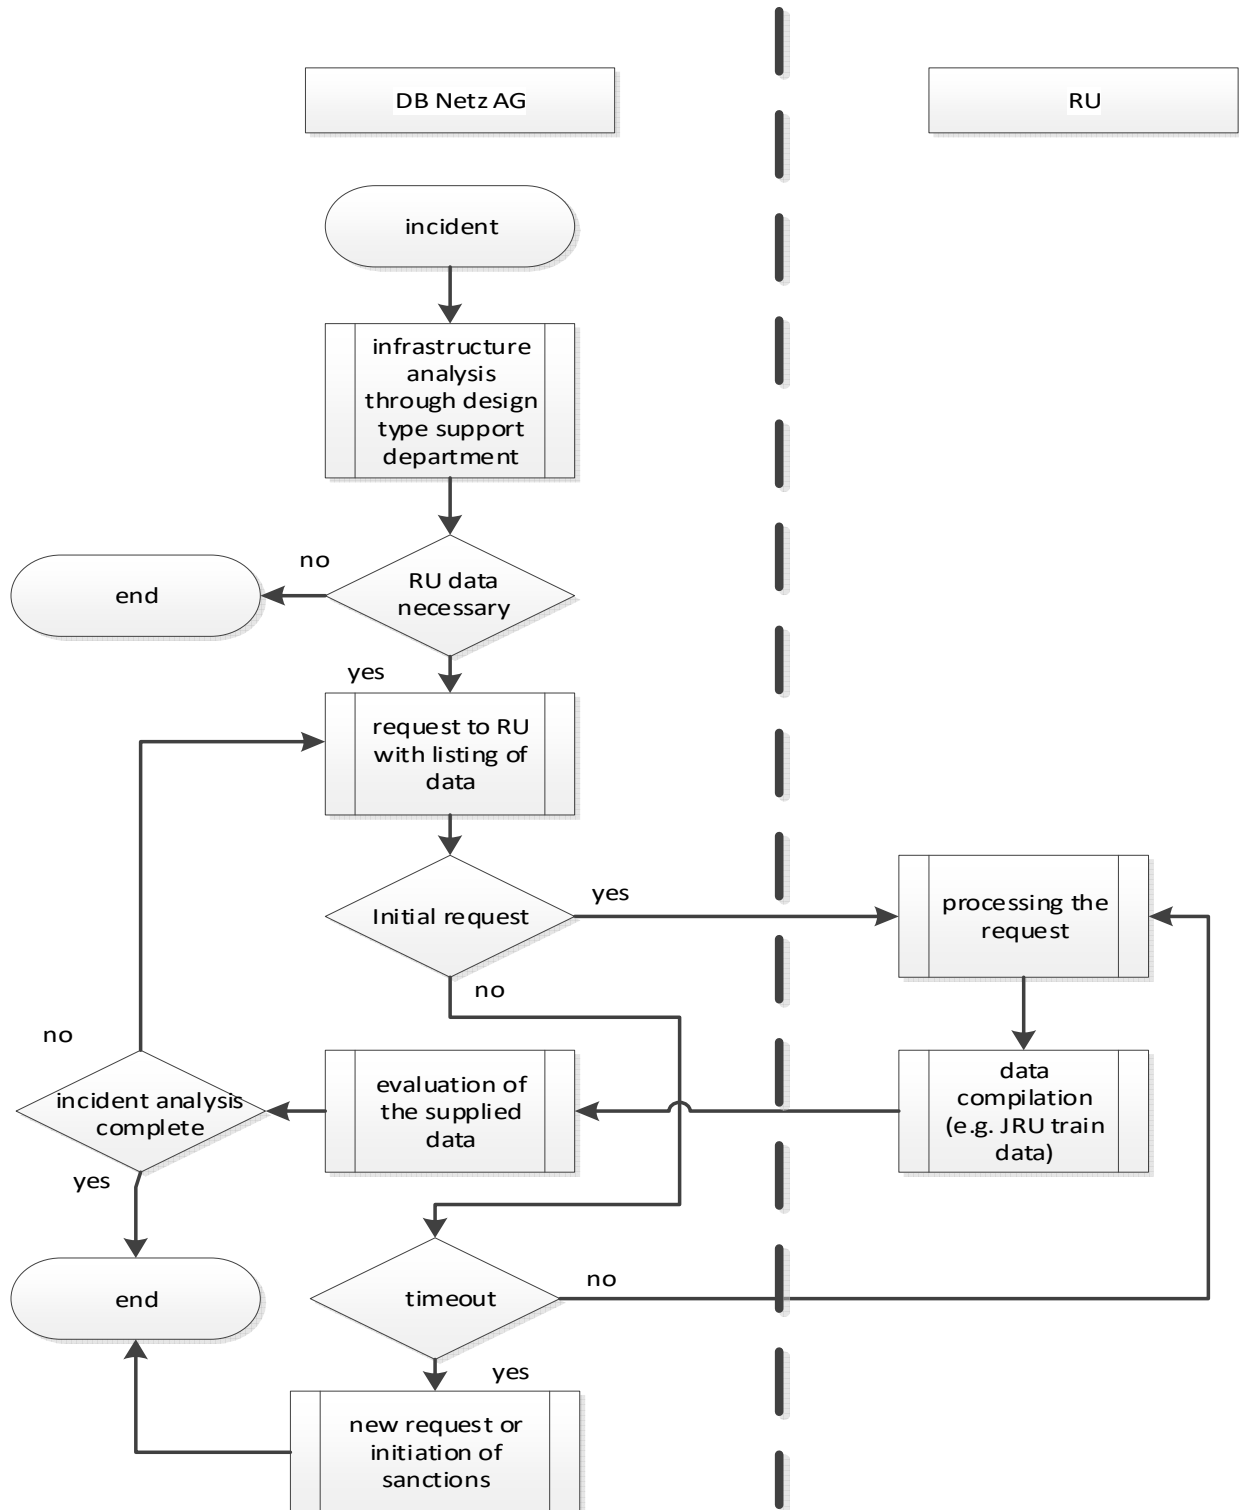 DB Netz AG
RU
incident
infrastructure
analysis
through design
type support
department
no
end
RU data
necessary
yes
request to RU
with listing of
data
Initial request
yes
processing the
request
no
no
incident analysis
complete
evaluation of
the supplied
data
data
compilation
(e.g. JRU train
data)
yes
end
timeout
no
yes
new request or
initiation of
sanctions